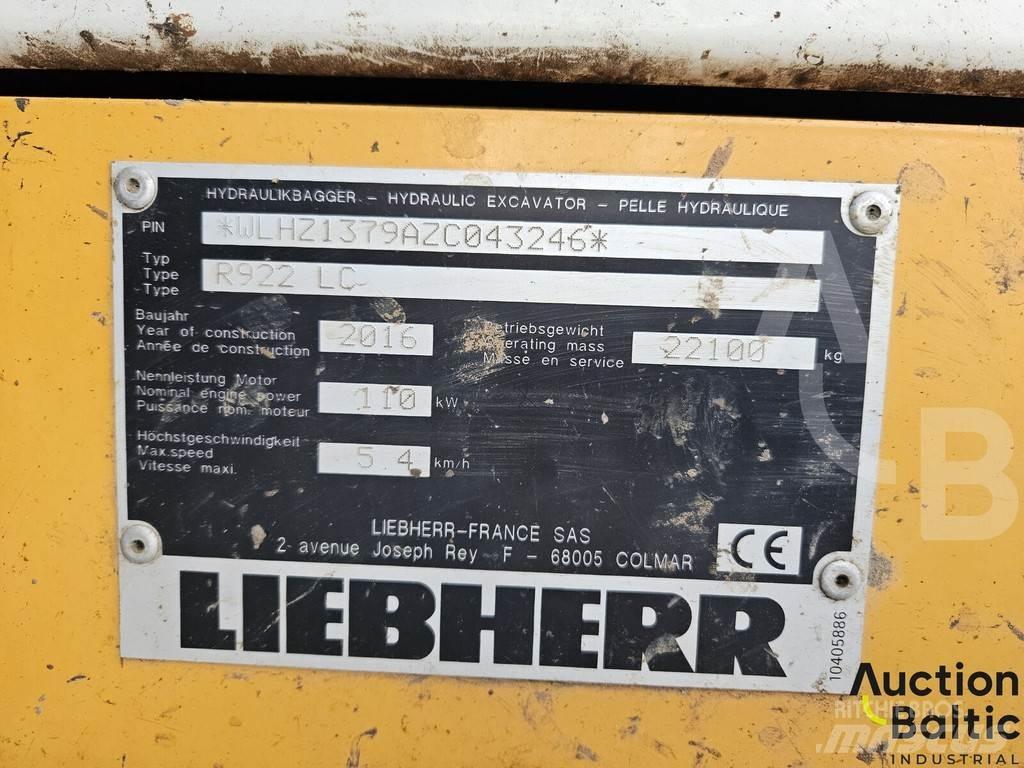 HYDRAULIKBAGGER - HYDRAULIC EXCAVATOR - PELLE HYDRAULIQUE
PIN *WLHZ1379AZC043246*
Typ
Type
Type
R922 LC
Baujahr
Year of construction
Année de construction
2016
Betriebsgewicht
Operating mass
Masse en service
22100 kg
Nennleistung Motor
Nominal engine power
Puissance nom. moteur
110 kW
Höchstgeschwindigkeit
Max.speed
Vitesse maxi.
5 4 km/h
LIEBHERR-FRANCE SAS
2 avenue Joseph Rey F - 68005 COLMAR
CE
LIEBHERR
10405886
A-B
Auction
Baltic
INDUSTRIAL
RITCHIE BROS.
mascus